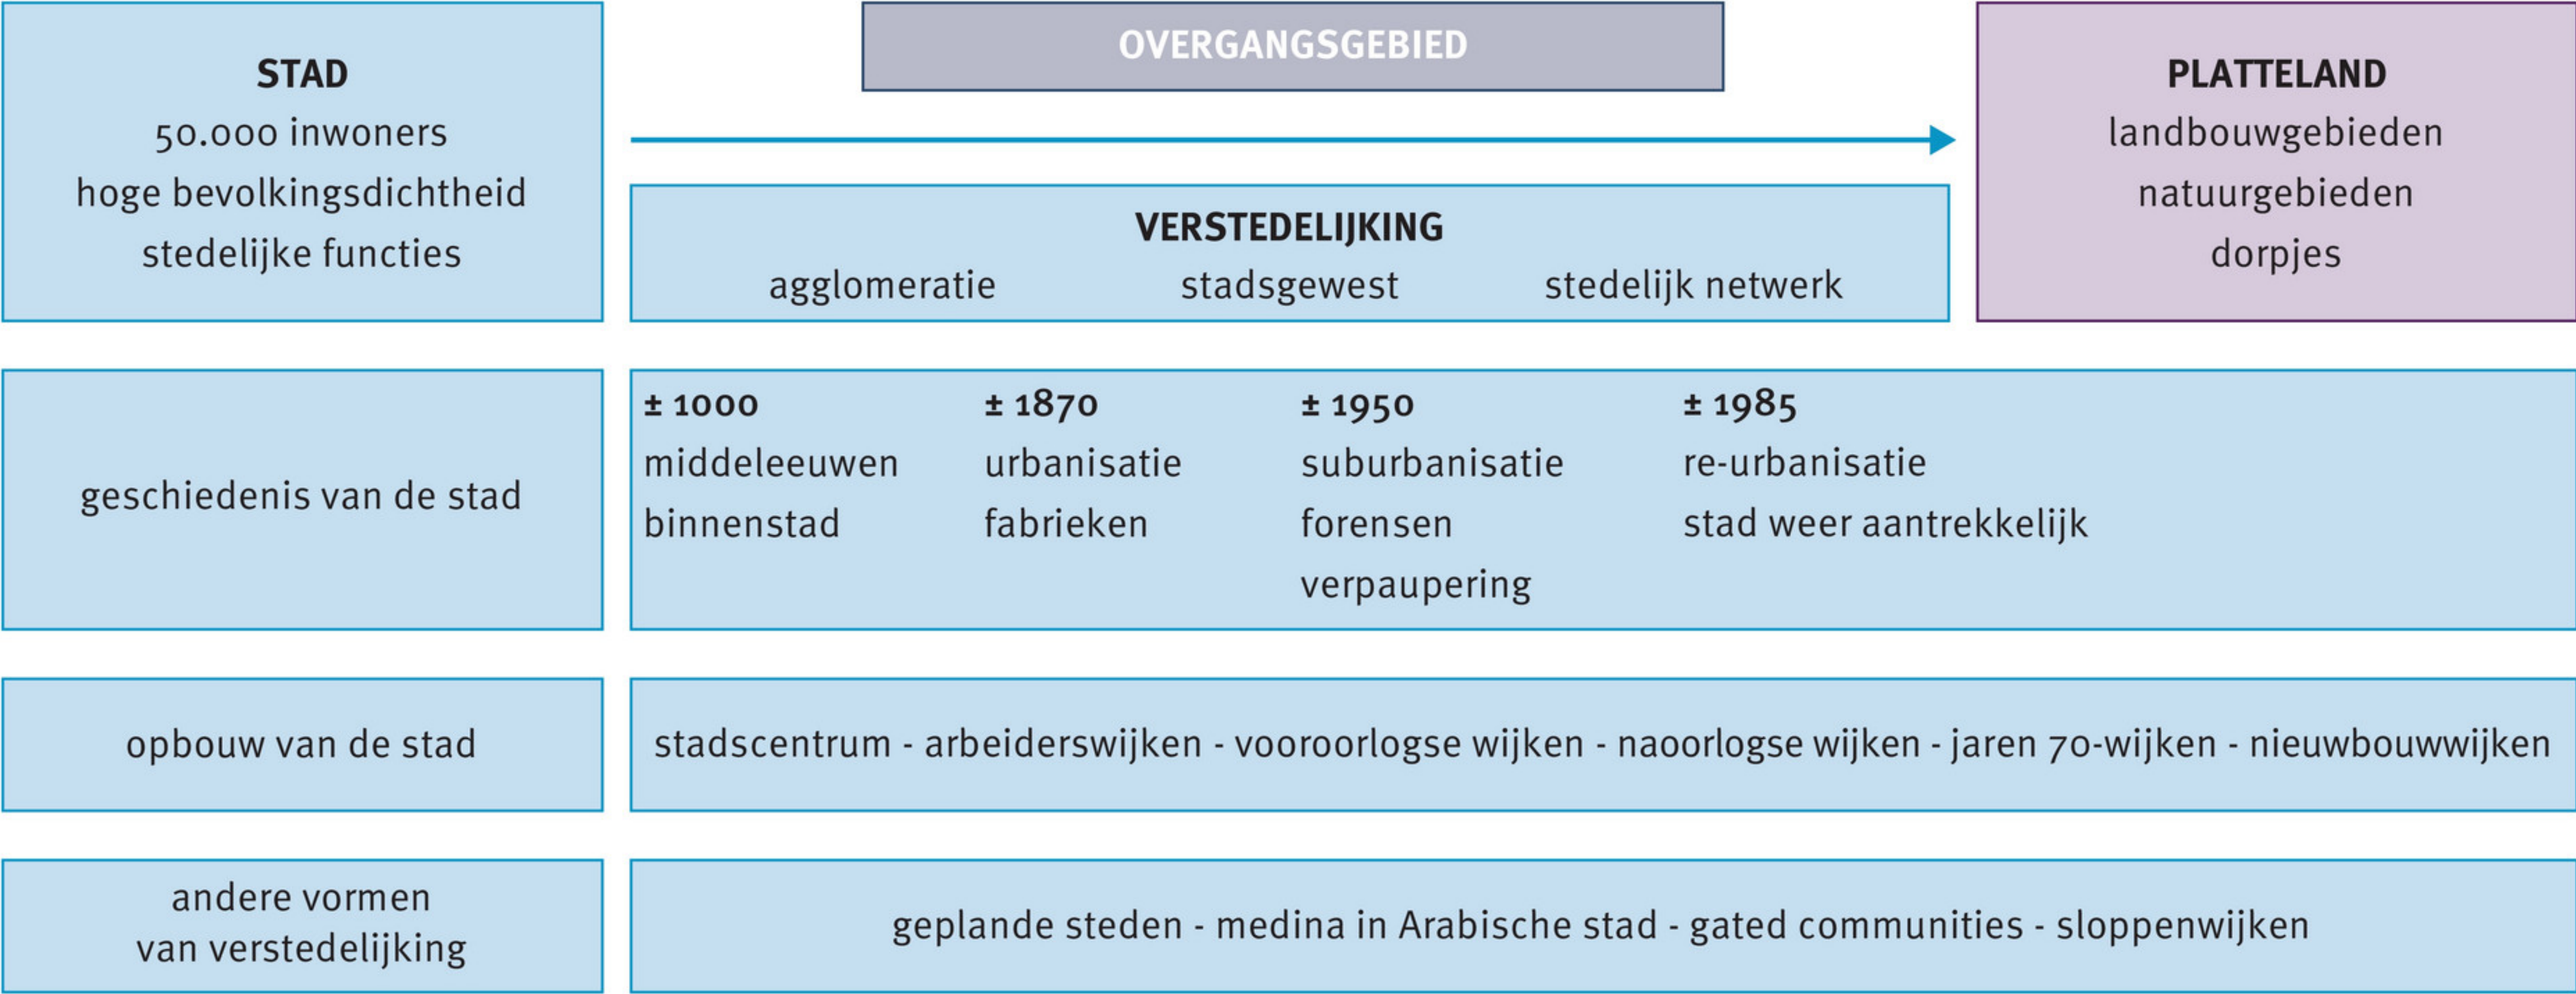 STAD
50.000 inwoners
hoge bevolkingsdichtheid
stedelijke functies
OVERGANGSGEBIED
VERSTEDELIJKING
agglomeratie stadsgewest stedelijk netwerk
PLATTELAND
landbouwgebieden
natuurgebieden
dorpjes
geschiedenis van de stad
± 1000
middeleeuwen
binnenstad
± 1870
urbanisatie
fabrieken
± 1950
suburbanisatie
forensen
verpaupering
± 1985
re-urbanisatie
stad weer aantrekkelijk
opbouw van de stad
stadscentrum - arbeiderswijken - vooroorlogse wijken - naoorlogse wijken - jaren 70-wijken - nieuwbouwwijken
andere vormen
van verstedelijking
geplande steden - medina in Arabische stad - gated communities - sloppenwijken